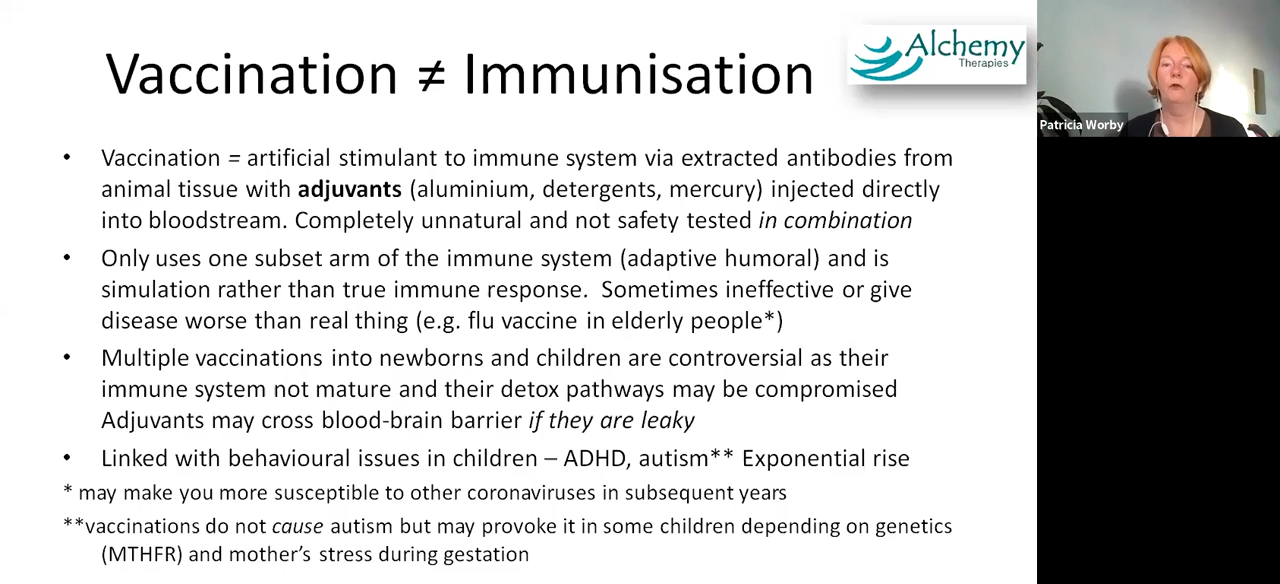 Vaccination ≠ Immunisation
Alchemy
Therapies
Patricia Worby
• Vaccination = artificial stimulant to immune system via extracted antibodies from
animal tissue with adjuvants (aluminium, detergents, mercury) injected directly
into bloodstream. Completely unnatural and not safety tested in combination
• Only uses one subset arm of the immune system (adaptive humoral) and is
simulation rather than true immune response. Sometimes ineffective or give
disease worse than real thing (e.g. flu vaccine in elderly people*)
• Multiple vaccinations into newborns and children are controversial as their
immune system not mature and their detox pathways may be compromised
Adjuvants may cross blood-brain barrier if they are leaky
• Linked with behavioural issues in children – ADHD, autism** Exponential rise
* may make you more susceptible to other coronaviruses in subsequent years
**vaccinations do not cause autism but may provoke it in some children depending on genetics
(MTHFR) and mother's stress during gestation